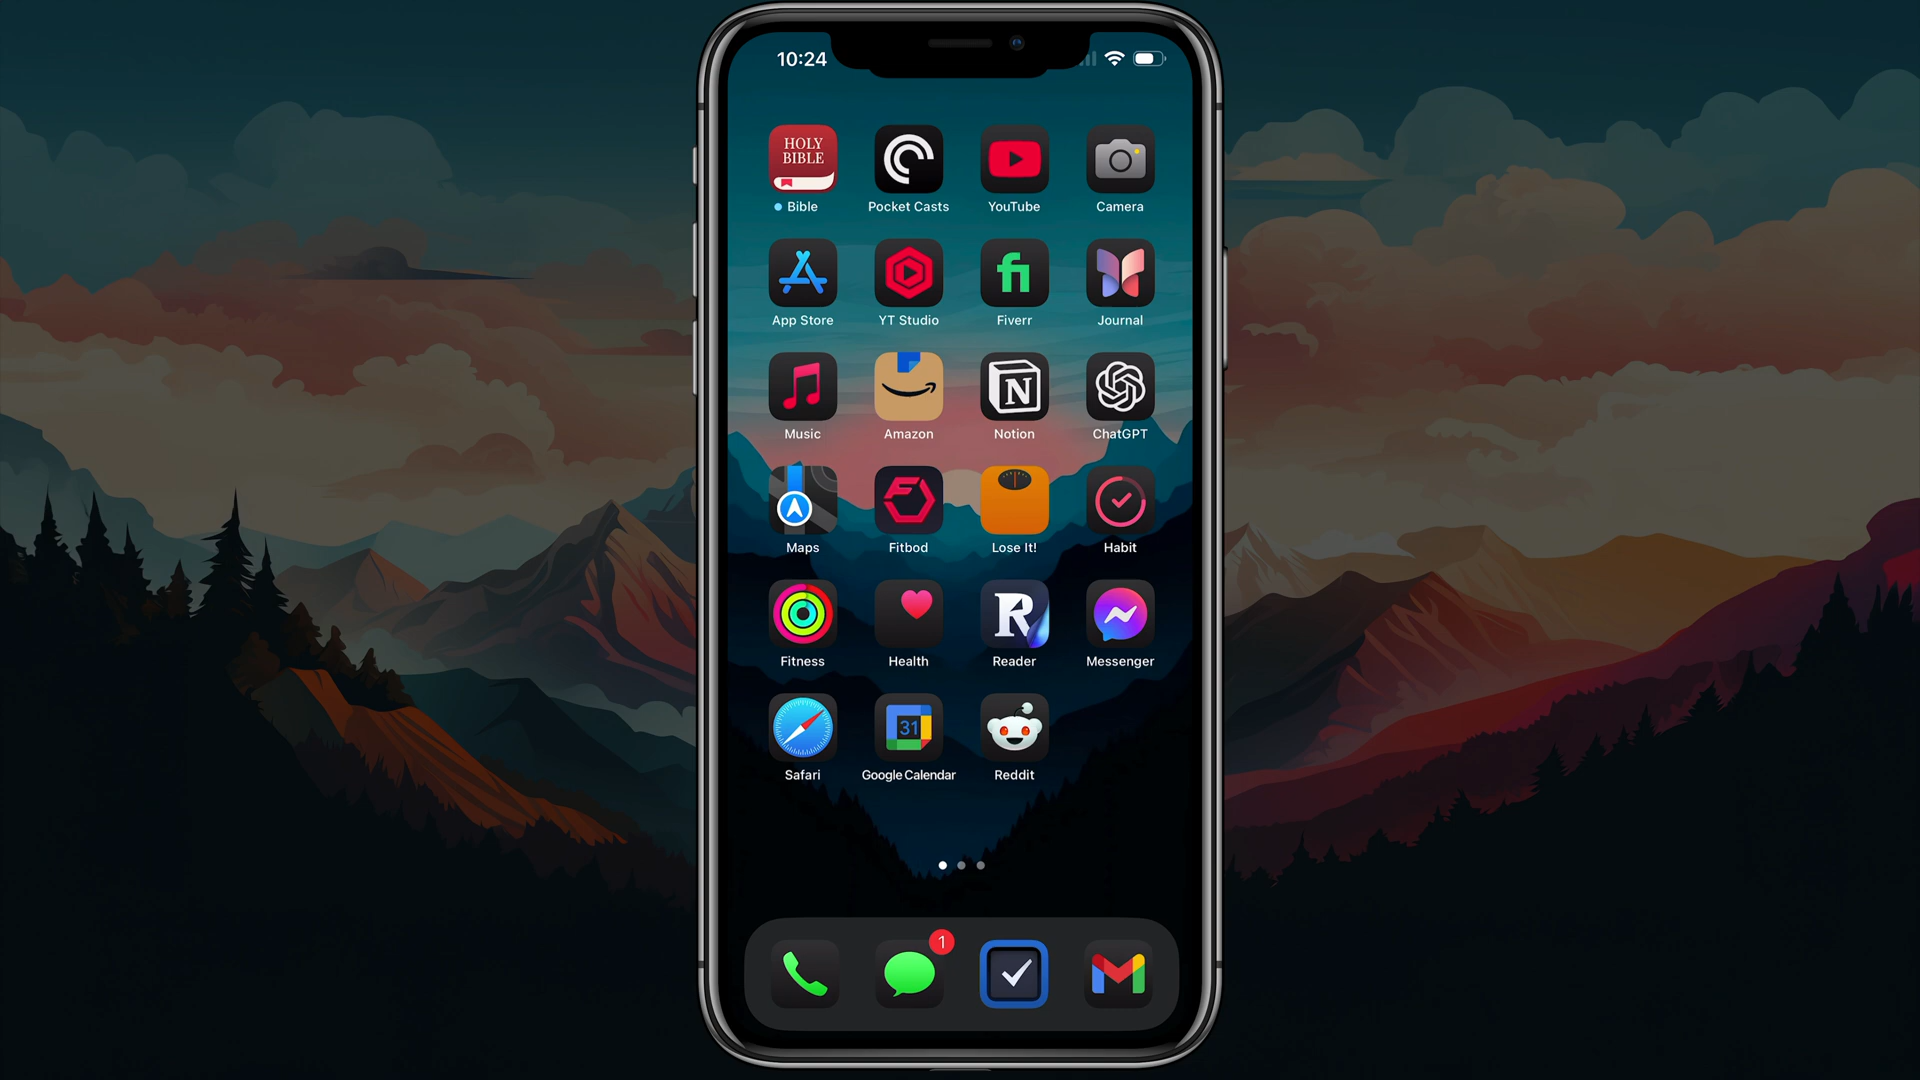 10:24
HOLY
BIBLE
Bible
Pocket Casts
YouTube
Camera
fi
App Store
YT Studio
Fiverr
Journal
N
Music
Amazon
Notion
ChatGPT
Maps
Fitbod
Lose It!
Habit
R
Fitness
Health
Reader
Messenger
31
Safari
Google Calendar
Reddit
1